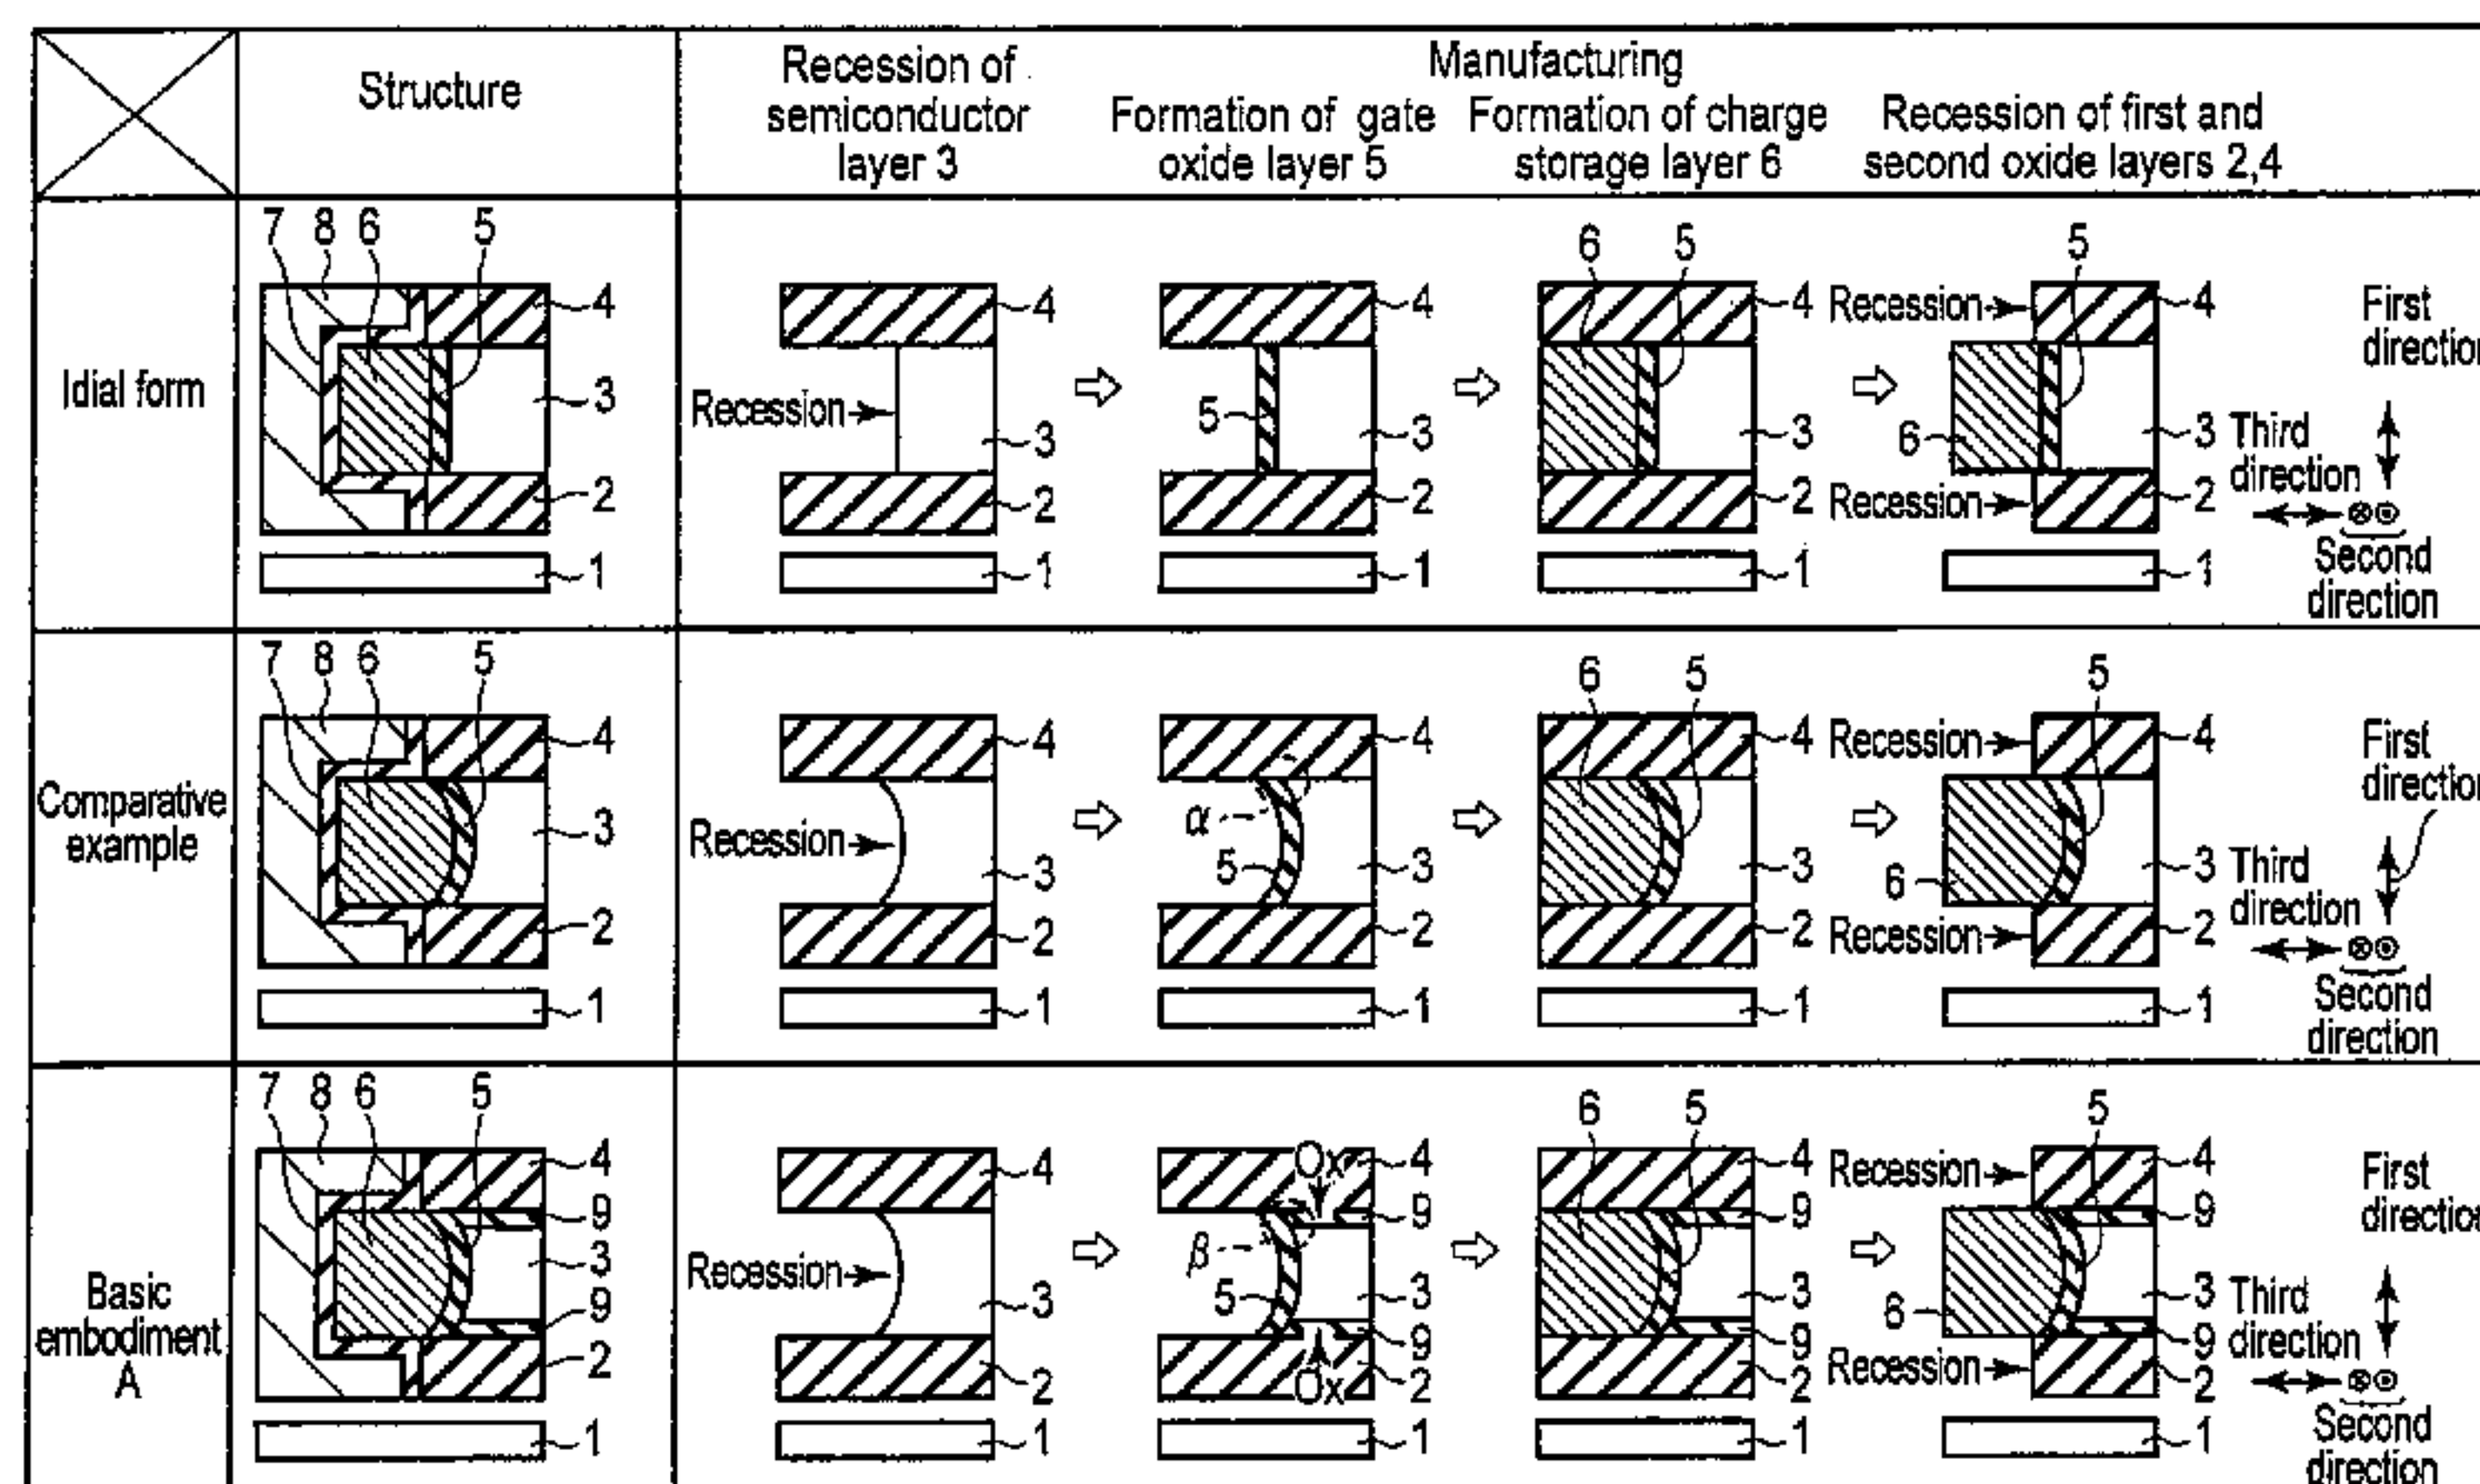 Structure
Manufacturing
Recession of
semiconductor
layer 3
Formation of gate
oxide layer 5
Formation of charge
storage layer 6
Recession of first and
second oxide layers 2,4
Idial form
7 8 6 5
4
3
2
1
Recession
4
3
2
1
5
4
3
2
1
6 5
4
3
2
1
Recession
5
4
6
3
Recession
2
1
First
direction
Third
direction
Second
direction
Comparative
example
7 8 6 5
4
3
2
1
Recession
4
3
2
1
α
5
4
3
2
1
6 5
4
3
2
1
Recession
5
4
6
3
Recession
2
1
First
direction
Third
direction
Second
direction
Basic
embodiment
A
7 8 6 5
4
9
3
9
2
1
Recession
4
3
2
1
Ox
4
9
β
5
3
9
2
Ox
1
6 5
4
9
3
9
2
1
Recession
5
4
9
6
3
9
Recession
2
1
First
direction
Third
direction
Second
direction